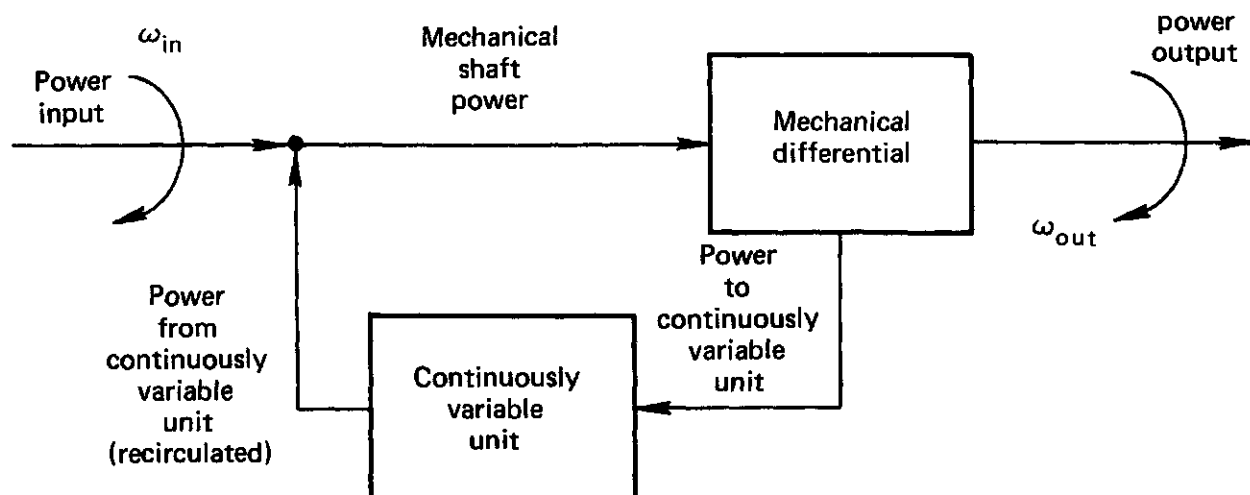 ω_in
Power
input
Mechanical
shaft
power
Mechanical
differential
power
output
ω_out
Power
to
continuously
variable
unit
Power
from
continuously
variable
unit
(recirculated)
Continuously
variable
unit